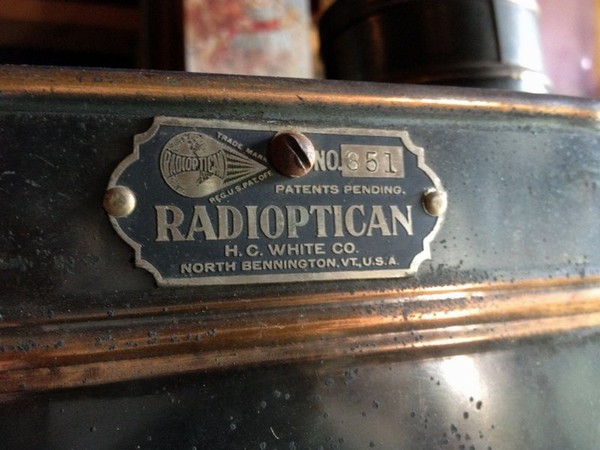 TRADE MARK
RADIOPTICAN
REG.U.S.PAT.OFF.
NO. 351
PATENTS PENDING.
RADIOPTICAN
H. C. WHITE CO.
NORTH BENNINGTON, VT., U.S.A.